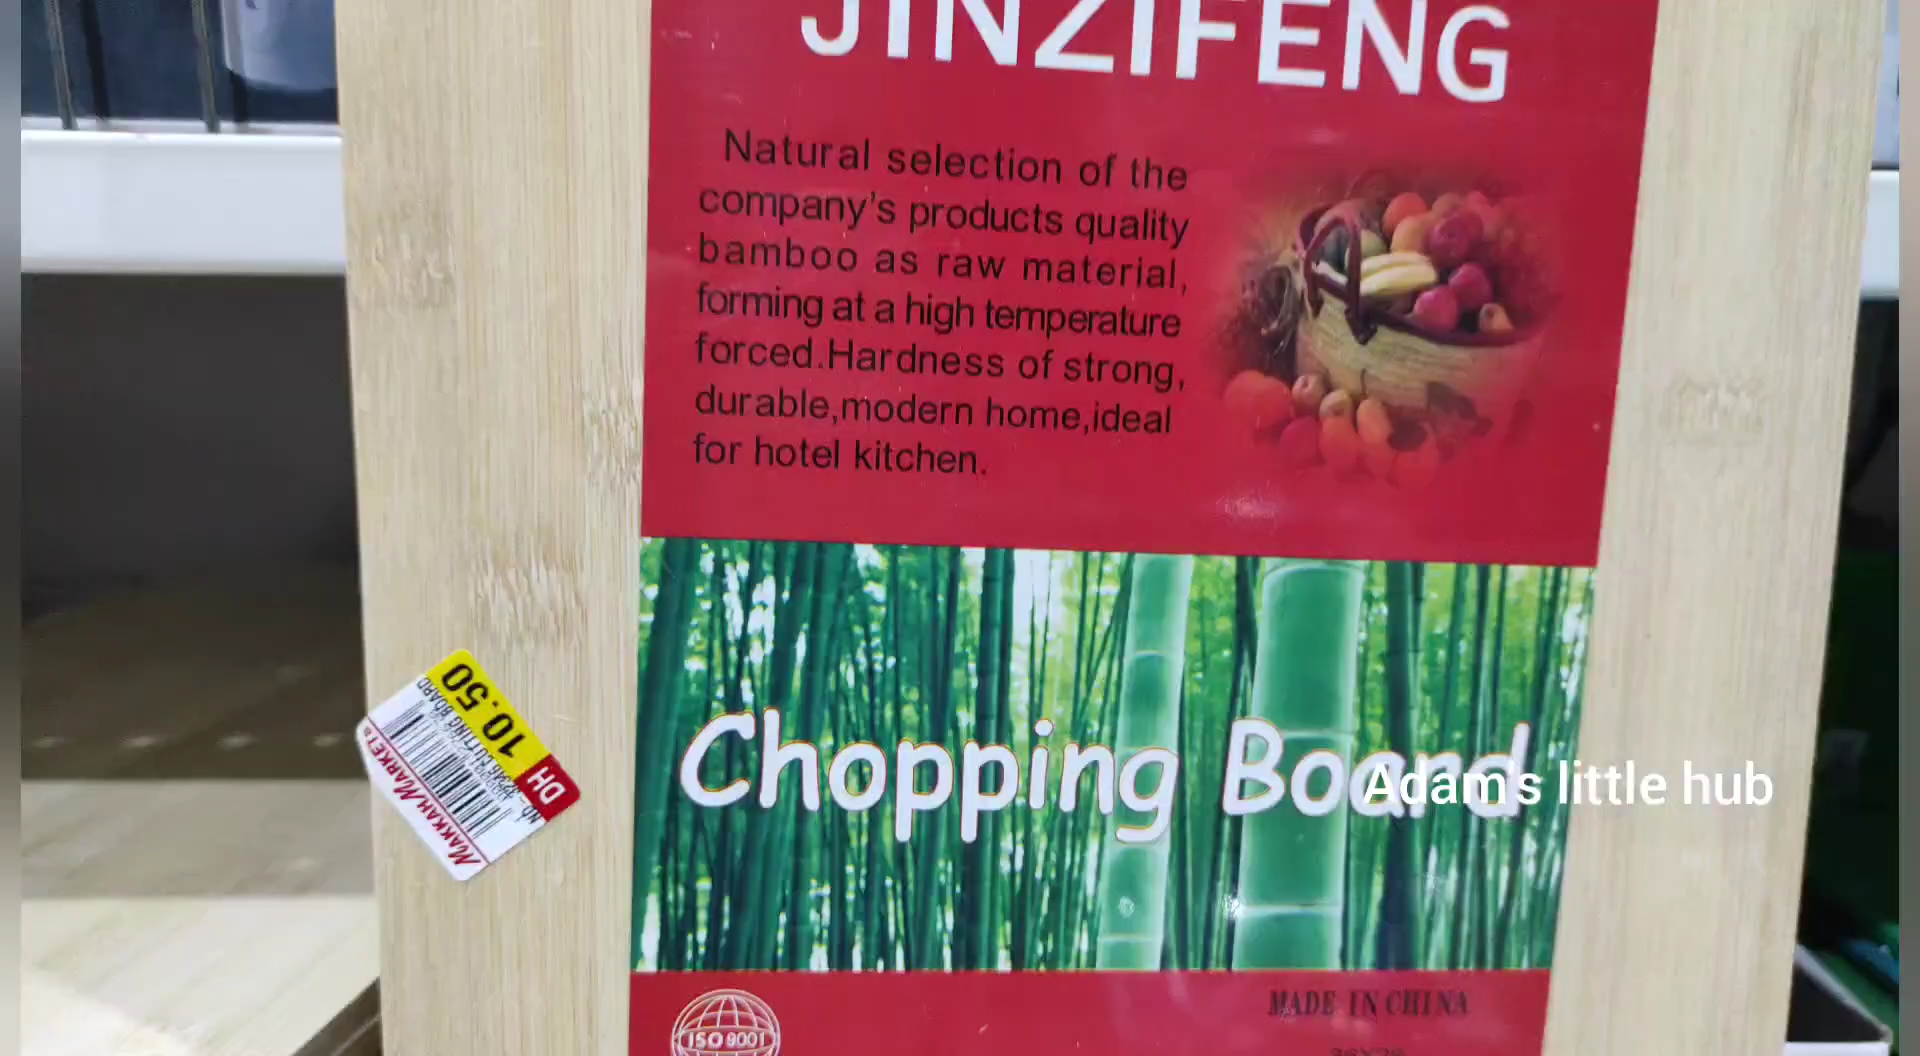 JINZIFENG
Natural selection of the
company's products quality
bamboo as raw material,
forming at a high temperature
forced.Hardness of strong,
durable,modern home,ideal
for hotel kitchen.
Chopping Board
Adam's little hub
DH 10.50
CUTTING BOARD
MAKKAH MARKET
MADE IN CHINA
ISO 9001